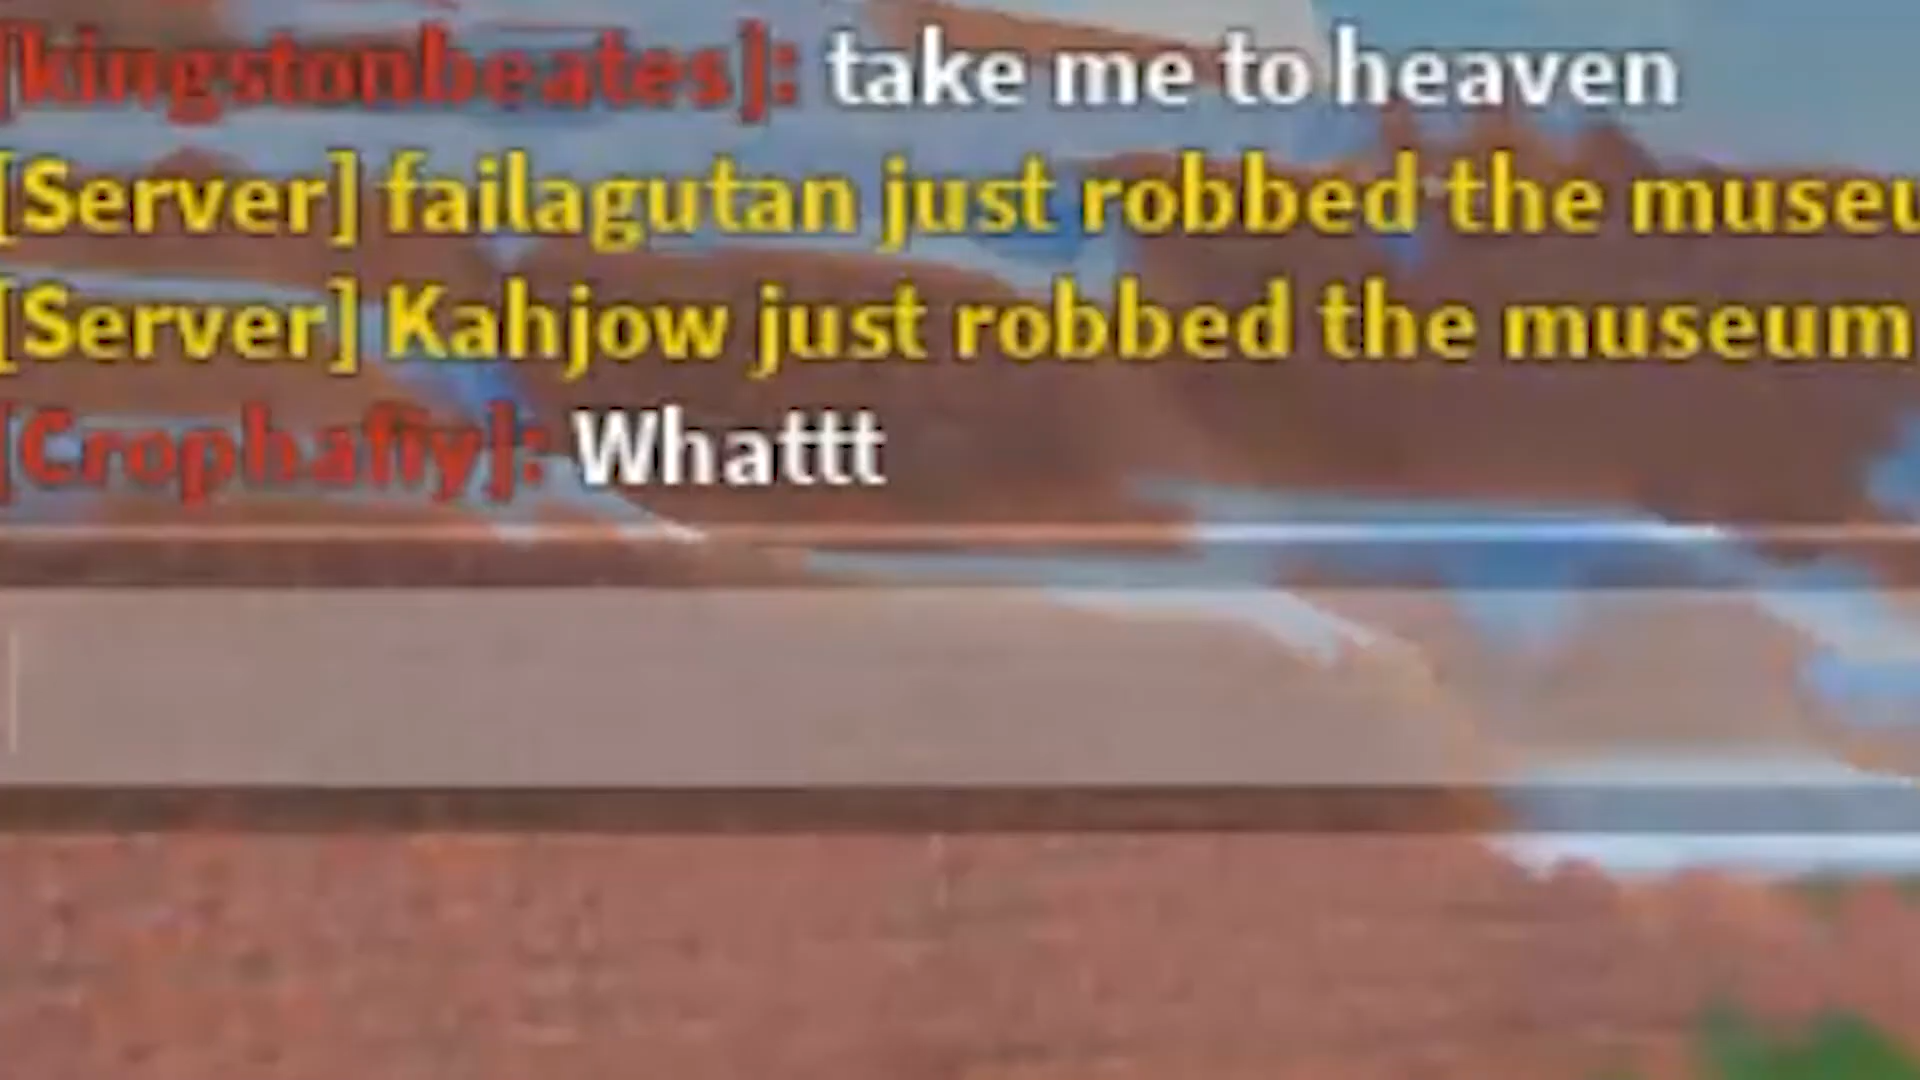 [kingstonbeates]: take me to heaven
[Server] failagutan just robbed the museu
[Server] Kahjow just robbed the museum
[Crophafiy]: Whattt